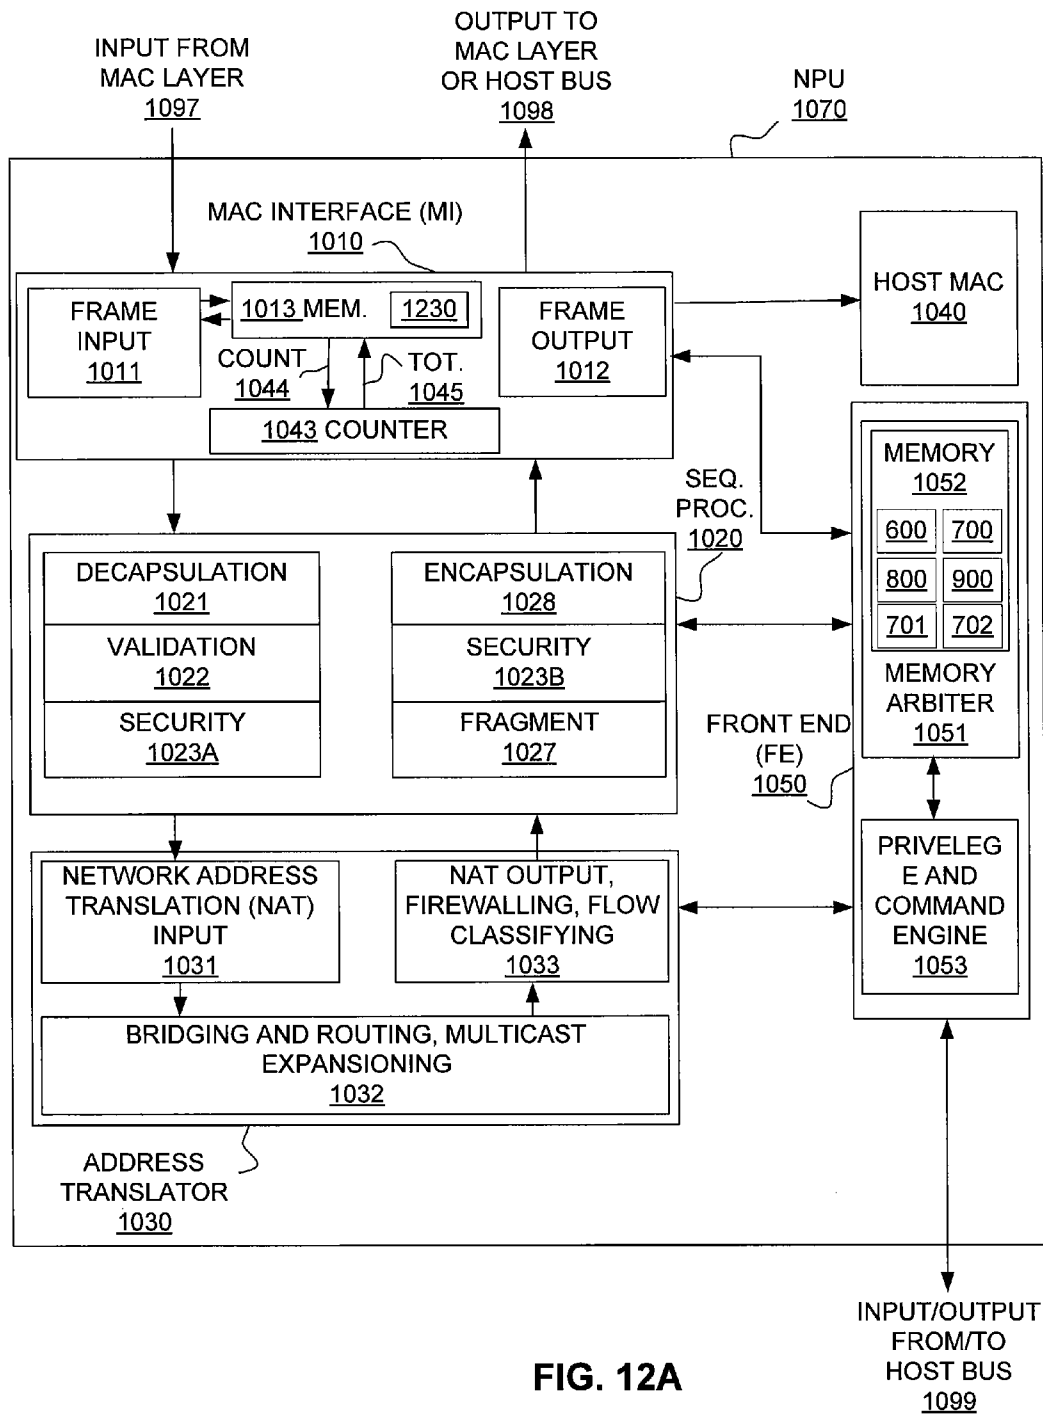 INPUT FROM
MAC LAYER
1097
OUTPUT TO
MAC LAYER
OR HOST BUS
1098
NPU
1070
MAC INTERFACE (MI)
1010
FRAME
INPUT
1011
1013 MEM.
1230
COUNT
1044
TOT.
1045
1043 COUNTER
FRAME
OUTPUT
1012
HOST MAC
1040
SEQ.
PROC.
1020
DECAPSULATION
1021
VALIDATION
1022
SECURITY
1023A
ENCAPSULATION
1028
SECURITY
1023B
FRAGMENT
1027
MEMORY
1052
600
700
800
900
701
702
MEMORY
ARBITER
1051
FRONT END
(FE)
1050
PRIVELEG
E AND
COMMAND
ENGINE
1053
NETWORK ADDRESS
TRANSLATION (NAT)
INPUT
1031
NAT OUTPUT,
FIREWALLING, FLOW
CLASSIFYING
1033
BRIDGING AND ROUTING, MULTICAST
EXPANSIONING
1032
ADDRESS
TRANSLATOR
1030
INPUT/OUTPUT
FROM/TO
HOST BUS
1099
FIG. 12A